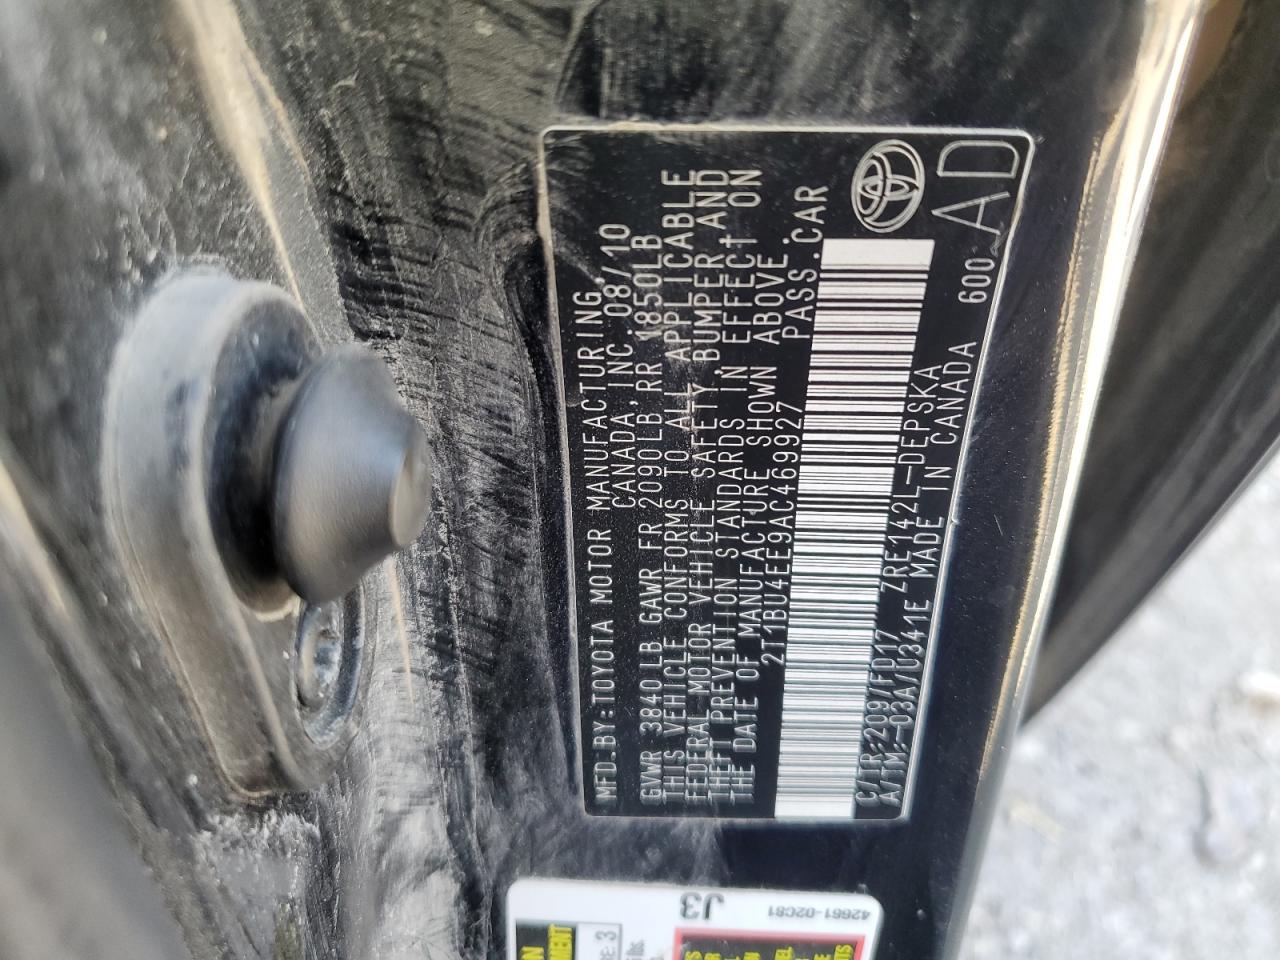 MFD.BY:TOYOTA MOTOR MANUFACTURING,
CANADA,INC. 08/10
GVWR 3840LB GAWR FR 2090LB,RR 1850LB
THIS VEHICLE CONFORMS TO ALL APPLICABLE
FEDERAL MOTOR VEHICLE SAFETY,BUMPER,AND
THEFT PREVENTION STANDARDS IN EFFECT ON
THE DATE OF MANUFACTURE SHOWN ABOVE.
2T1BU4EE9AC469927 PASS.CAR
C/TR:209/FD17 ZRE142L-DEPSKA
A/TM:-03A/U341E MADE IN CANADA 600
AD
J3
42661-02C81